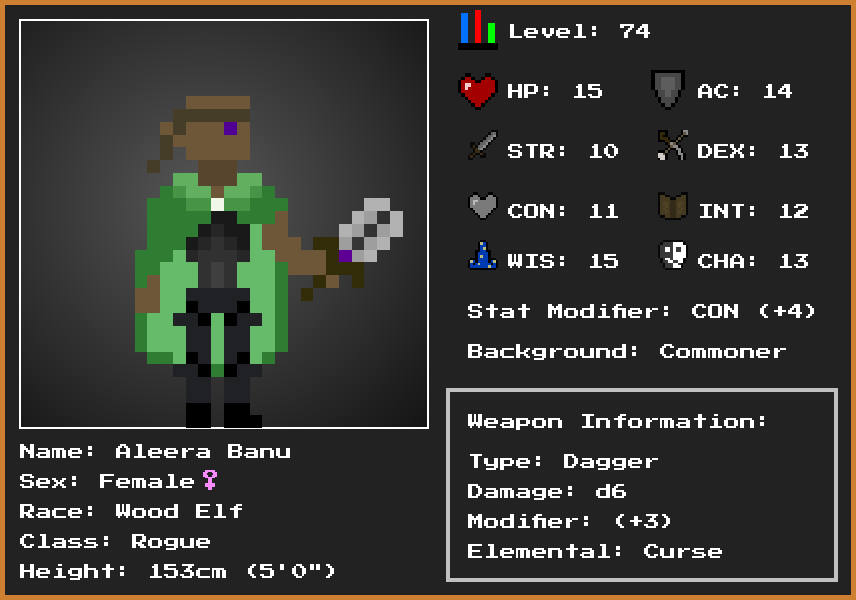 Level: 74
HP: 15
AC: 14
STR: 10
DEX: 13
CON: 11
INT: 12
WIS: 15
CHA: 13
Stat Modifier: CON (+4)
Background: Commoner
Weapon Information:
Type: Dagger
Damage: d6
Modifier: (+3)
Elemental: Curse
Name: Aleera Banu
Sex: Female♀
Race: Wood Elf
Class: Rogue
Height: 153cm (5'0")